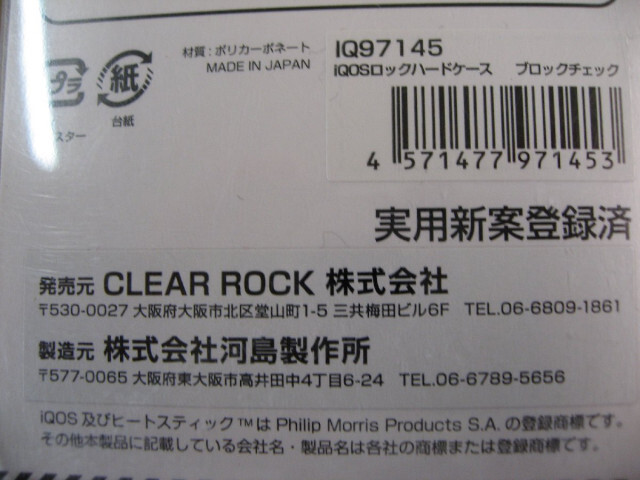 材質：ポリカーボネート
MADE IN JAPAN
プラ
紙
台紙
スター
IQ97145
iQOSロックハードケース ブロックチェック
4 571477 971453
実用新案登録済
発売元 CLEAR ROCK 株式会社
〒530-0027 大阪府大阪市北区堂山町1-5 三共梅田ビル6F TEL.06-6809-1861
製造元 株式会社河島製作所
〒577-0065 大阪府東大阪市高井田中4丁目6-24 TEL.06-6789-5656
iQOS 及びヒートスティック™は Philip Morris Products S.A. の登録商標です。
その他本製品に記載している会社名・製品名は各社の商標または登録商標です。